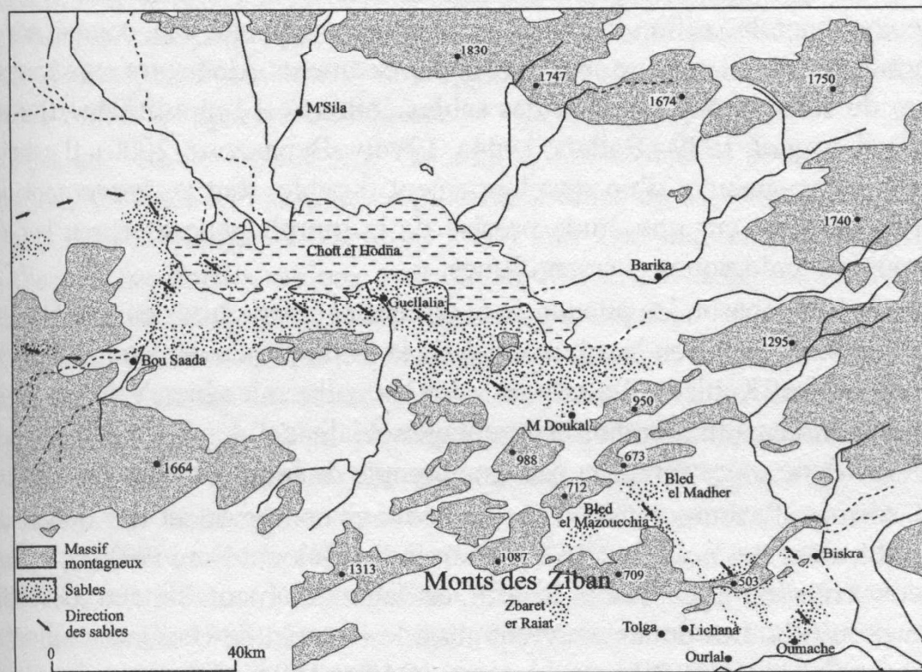 1830
1747
1674
1750
M'Sila
1740
Chott el Hodna
Barika
Guellalia
1295
Bou Saada
950
M Doukal
988
673
1664
712
Bled
el Madher
Bled
el Mazoucchia
Biskra
1087
1313
709
503
Monts des Ziban
Zbaret
er Raiat
Tolga
Lichana
Oumache
Ourlal
Massif
montagneux
Sables
Direction
des sables
0
40km